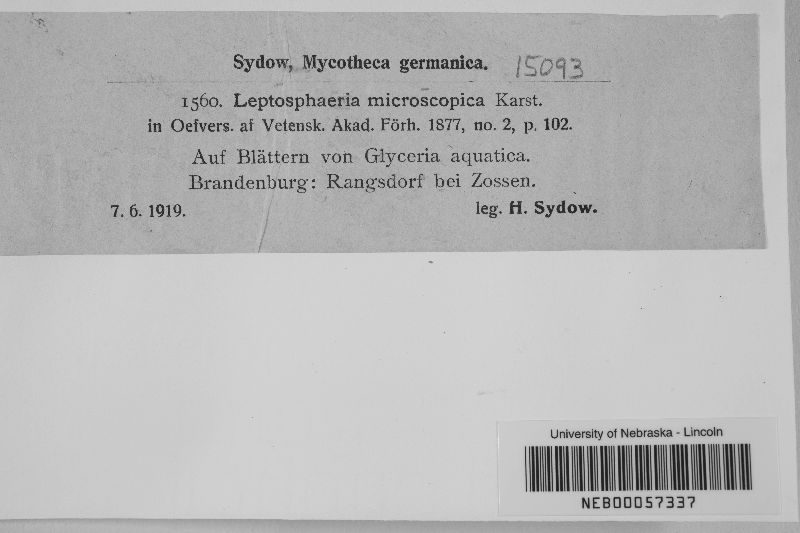 Sydow, Mycotheca germanica. 15093
1560. Leptosphaeria microscopica Karst.
in Oefvers. af Vetensk. Akad. Förh. 1877, no. 2, p. 102.
Auf Blättern von Glyceria aquatica.
Brandenburg: Rangsdorf bei Zossen.
7. 6. 1919. leg. H. Sydow.
University of Nebraska - Lincoln
NEB00057337